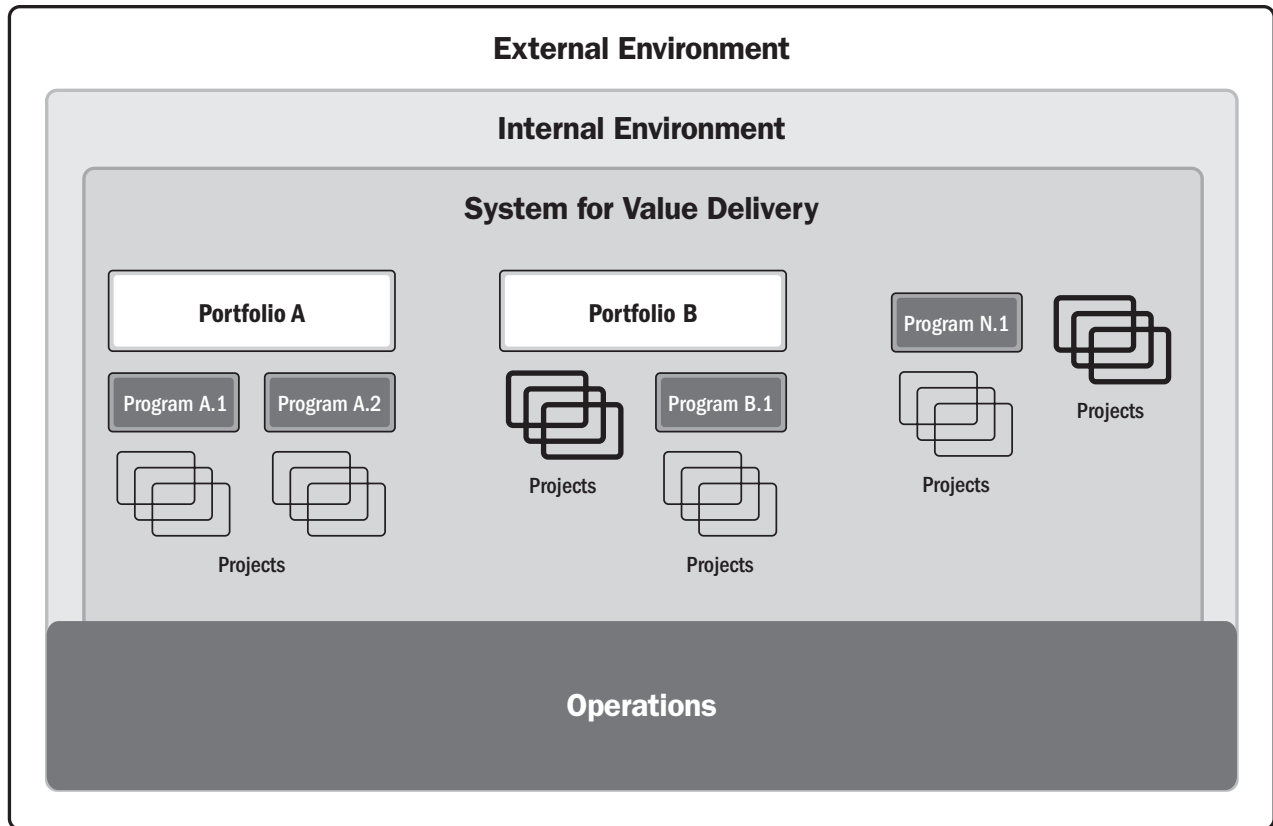 External Environment
Internal Environment
System for Value Delivery
Portfolio A
Portfolio B
Program N.1
Projects
Program A.1
Program A.2
Program B.1
Projects
Projects
Projects
Projects
Operations